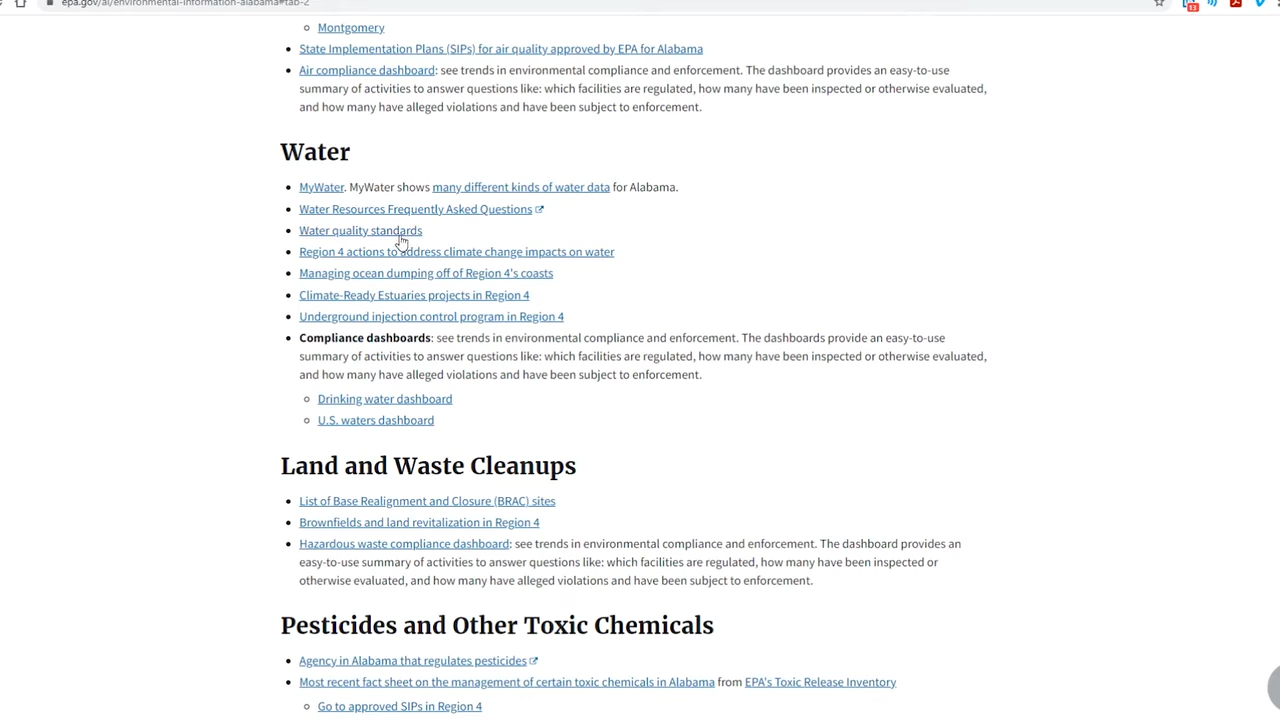 epa.gov/al/environmental-information-alabama#tab-2
13
Montgomery
State Implementation Plans (SIPs) for air quality approved by EPA for Alabama
Air compliance dashboard: see trends in environmental compliance and enforcement. The dashboard provides an easy-to-use
summary of activities to answer questions like: which facilities are regulated, how many have been inspected or otherwise evaluated,
and how many have alleged violations and have been subject to enforcement.
Water
MyWater. MyWater shows many different kinds of water data for Alabama.
Water Resources Frequently Asked Questions
Water quality standards
Region 4 actions to address climate change impacts on water
Managing ocean dumping off of Region 4's coasts
Climate-Ready Estuaries projects in Region 4
Underground injection control program in Region 4
Compliance dashboards: see trends in environmental compliance and enforcement. The dashboards provide an easy-to-use
summary of activities to answer questions like: which facilities are regulated, how many have been inspected or otherwise evaluated,
and how many have alleged violations and have been subject to enforcement.
Drinking water dashboard
U.S. waters dashboard
Land and Waste Cleanups
List of Base Realignment and Closure (BRAC) sites
Brownfields and land revitalization in Region 4
Hazardous waste compliance dashboard: see trends in environmental compliance and enforcement. The dashboard provides an
easy-to-use summary of activities to answer questions like: which facilities are regulated, how many have been inspected or
otherwise evaluated, and how many have alleged violations and have been subject to enforcement.
Pesticides and Other Toxic Chemicals
Agency in Alabama that regulates pesticides
Most recent fact sheet on the management of certain toxic chemicals in Alabama from EPA's Toxic Release Inventory
Go to approved SIPs in Region 4